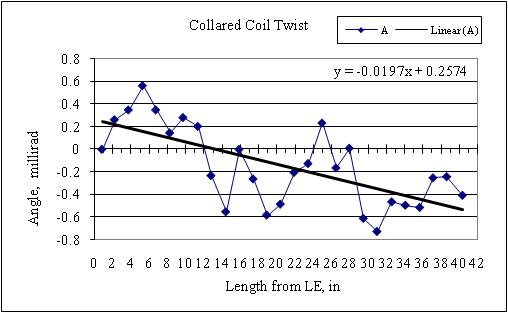 Collared Coil Twist
A Linear (A)
y = -0.0197x + 0.2574
0.8
0.6
0.4
0.2
0
-0.2
-0.4
-0.6
-0.8
Angle, millirad
0 2 4 6 8 10 12 14 16 18 20 22 24 26 28 30 32 34 36 38 40 42
Length from LE, in